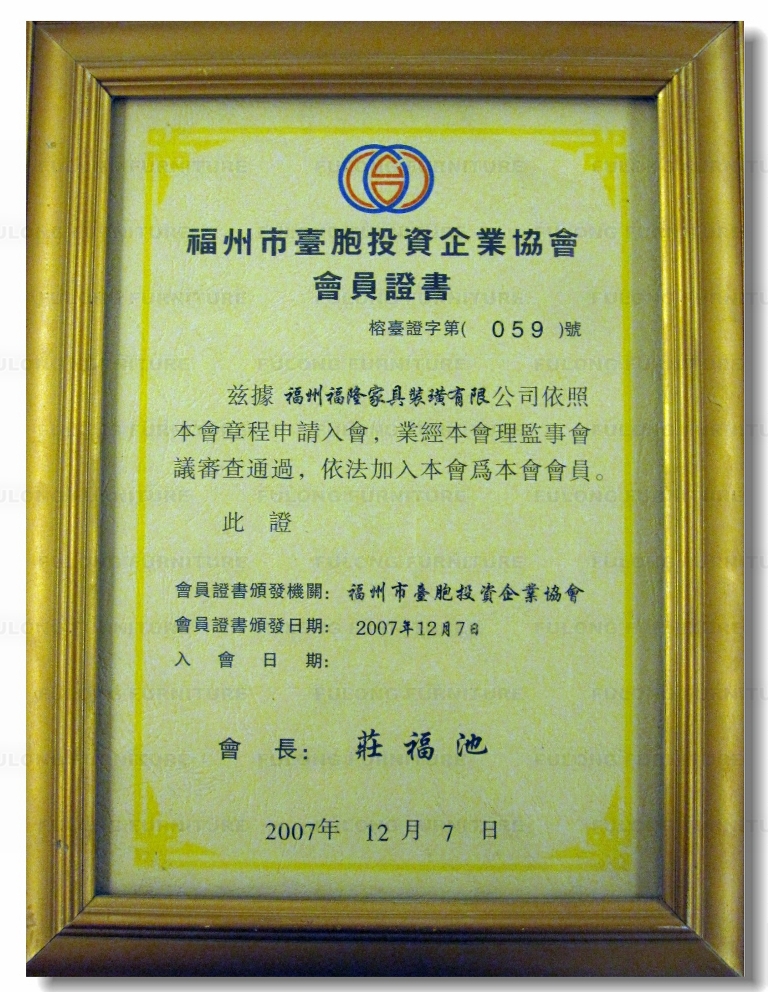 福州市臺胞投資企業協會
會員證書
榕臺證字第( 059 )號
兹據 福州福隆家具裝璜有限公司依照
本會章程申請入會，業經本會理監事會
議審查通過，依法加入本會爲本會會員。
此 證
會員證書頒發機關：福州市臺胞投資企業協會
會員證書頒發日期：2007年12月7日
入 會 日 期：
會 長：莊 福 池
2007年 12 月 7 日
FULONG FURNITURE